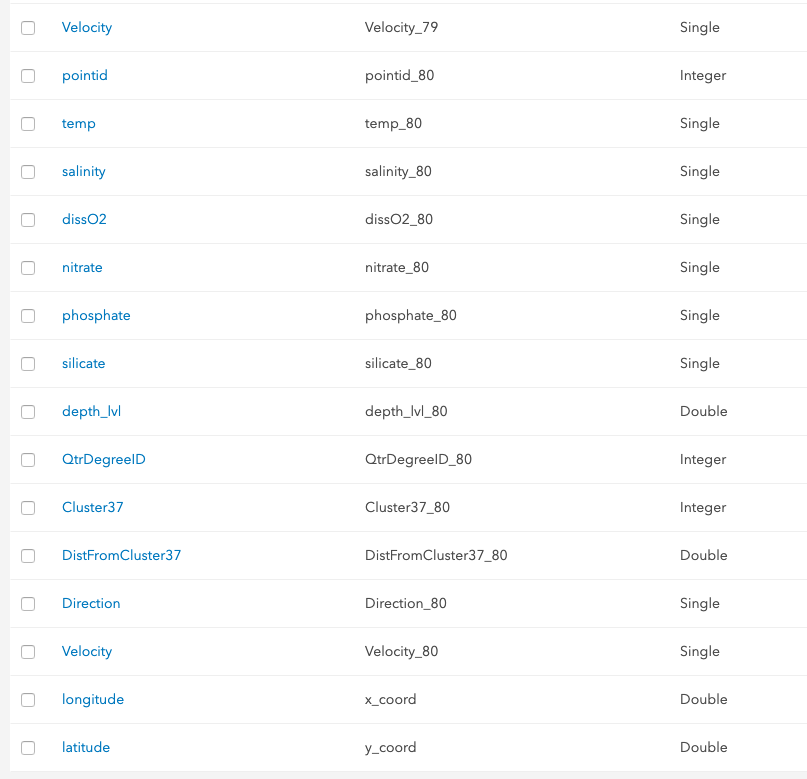 Velocity Velocity_79 Single
pointid pointid_80 Integer
temp temp_80 Single
salinity salinity_80 Single
dissO2 dissO2_80 Single
nitrate nitrate_80 Single
phosphate phosphate_80 Single
silicate silicate_80 Single
depth_lvl depth_lvl_80 Double
QtrDegreeID QtrDegreeID_80 Integer
Cluster37 Cluster37_80 Integer
DistFromCluster37 DistFromCluster37_80 Double
Direction Direction_80 Single
Velocity Velocity_80 Single
longitude x_coord Double
latitude y_coord Double